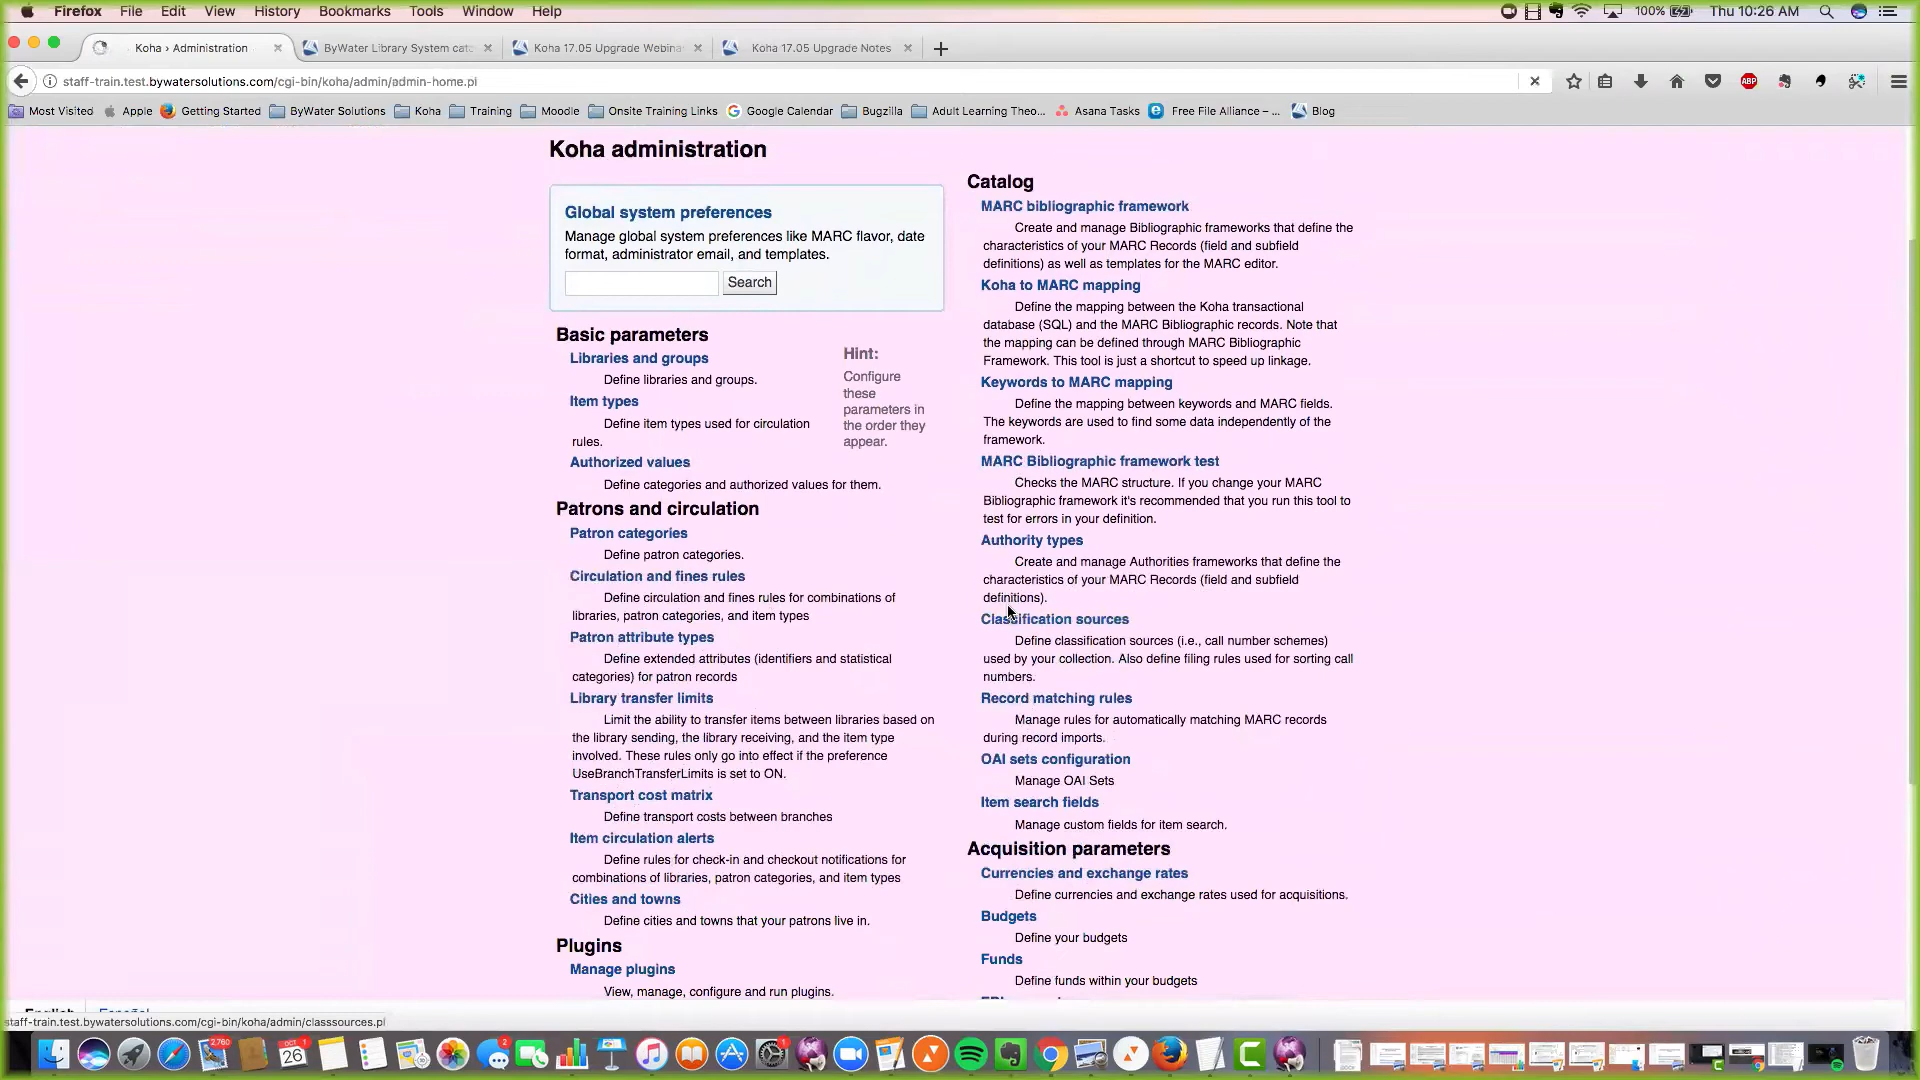 Firefox File Edit View History Bookmarks Tools Window Help 100% Thu 10:26 AM
Koha › Administration ByWater Library System cat Koha 17.05 Upgrade Webina Koha 17.05 Upgrade Notes
staff-train.test.bywatersolutions.com/cgi-bin/koha/admin/admin-home.pl
Most Visited Apple Getting Started ByWater Solutions Koha Training Moodle Onsite Training Links Google Calendar Bugzilla Adult Learning Theo... Asana Tasks Free File Alliance – ... Blog
Koha administration
Global system preferences
Manage global system preferences like MARC flavor, date
format, administrator email, and templates.
Search
Basic parameters
Libraries and groups
Define libraries and groups.
Item types
Define item types used for circulation
rules.
Authorized values
Define categories and authorized values for them.
Hint:
Configure
these
parameters in
the order they
appear.
Patrons and circulation
Patron categories
Define patron categories.
Circulation and fines rules
Define circulation and fines rules for combinations of
libraries, patron categories, and item types
Patron attribute types
Define extended attributes (identifiers and statistical
categories) for patron records
Library transfer limits
Limit the ability to transfer items between libraries based on
the library sending, the library receiving, and the item type
involved. These rules only go into effect if the preference
UseBranchTransferLimits is set to ON.
Transport cost matrix
Define transport costs between branches
Item circulation alerts
Define rules for check-in and checkout notifications for
combinations of libraries, patron categories, and item types
Cities and towns
Define cities and towns that your patrons live in.
Plugins
Manage plugins
View, manage, configure and run plugins.
Catalog
MARC bibliographic framework
Create and manage Bibliographic frameworks that define the
characteristics of your MARC Records (field and subfield
definitions) as well as templates for the MARC editor.
Koha to MARC mapping
Define the mapping between the Koha transactional
database (SQL) and the MARC Bibliographic records. Note that
the mapping can be defined through MARC Bibliographic
Framework. This tool is just a shortcut to speed up linkage.
Keywords to MARC mapping
Define the mapping between keywords and MARC fields.
The keywords are used to find some data independently of the
framework.
MARC Bibliographic framework test
Checks the MARC structure. If you change your MARC
Bibliographic framework it's recommended that you run this tool to
test for errors in your definition.
Authority types
Create and manage Authorities frameworks that define the
characteristics of your MARC Records (field and subfield
definitions).
Classification sources
Define classification sources (i.e., call number schemes)
used by your collection. Also define filing rules used for sorting call
numbers.
Record matching rules
Manage rules for automatically matching MARC records
during record imports.
OAI sets configuration
Manage OAI Sets
Item search fields
Manage custom fields for item search.
Acquisition parameters
Currencies and exchange rates
Define currencies and exchange rates used for acquisitions.
Budgets
Define your budgets
Funds
Define funds within your budgets
English Español
staff-train.test.bywatersolutions.com/cgi-bin/koha/admin/classsources.pl
2,760 OCT 26 2 1